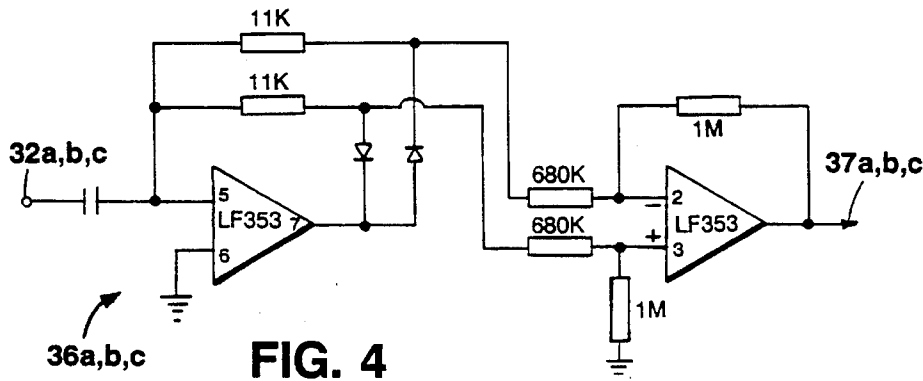 11K
11K
1M
32a,b,c
680K
37a,b,c
5
2
LF353
7
−
LF353
680K
+
6
3
1M
36a,b,c
FIG. 4